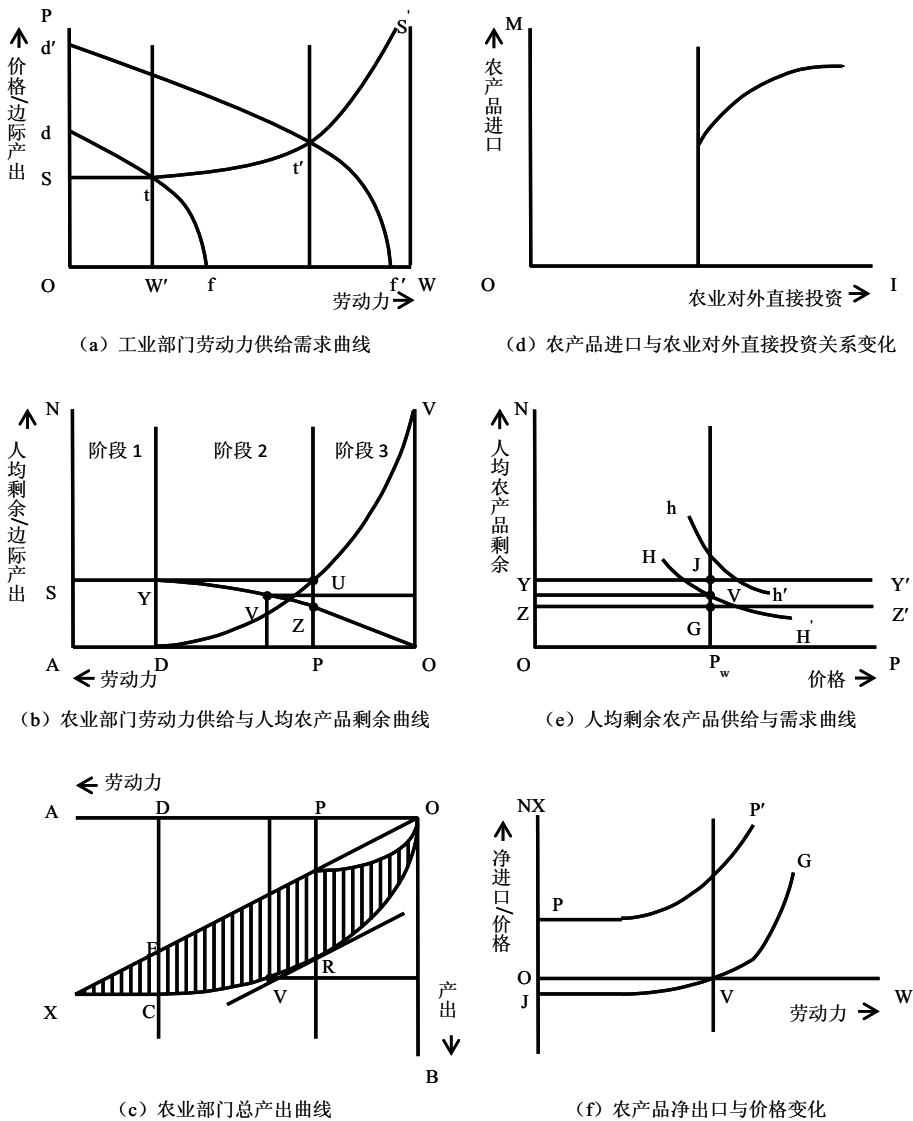 P
d′
价格/边际产出
d
S
S'
t
t′
O
W′
f
f′
W
劳动力
（a）工业部门劳动力供给需求曲线
M
农产品进口
O
I
农业对外直接投资
（d）农产品进口与农业对外直接投资关系变化
N
人均剩余/边际产出
阶段 1
阶段 2
阶段 3
V
S
Y
V
U
Z
A
D
P
O
劳动力
（b）农业部门劳动力供给与人均农产品剩余曲线
N
人均农产品剩余
h
H
J
Y
Y′
V
h′
Z
Z′
G
H'
O
Pw
P
价格
（e）人均剩余农产品供给与需求曲线
劳动力
A
D
P
O
E
R
X
C
V
产出
B
（c）农业部门总产出曲线
NX
P′
净进口/价格
G
P
O
J
V
W
劳动力
（f）农产品净出口与价格变化